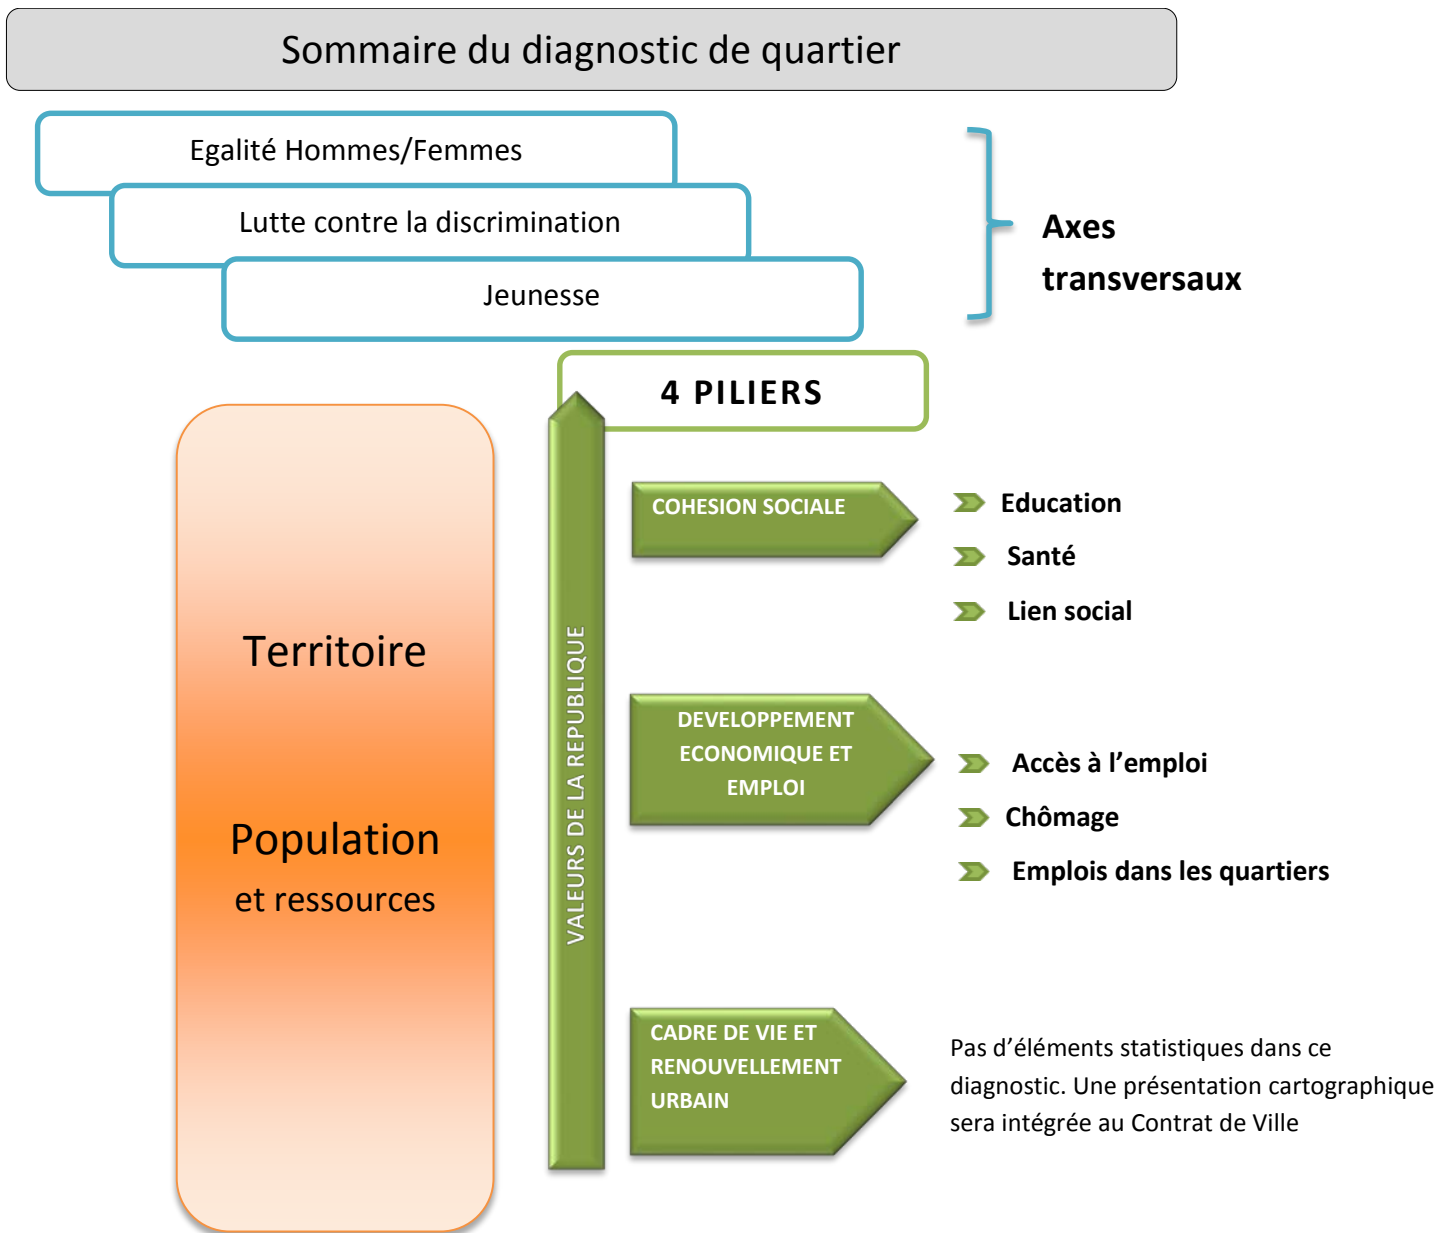 Sommaire du diagnostic de quartier
Egalité Hommes/Femmes
Lutte contre la discrimination
Jeunesse
Axes
transversaux
4 PILIERS
Territoire
Population
et ressources
VALEURS DE LA REPUBLIQUE
COHESION SOCIALE
Education
Santé
Lien social
DEVELOPPEMENT
ECONOMIQUE ET
EMPLOI
Accès à l’emploi
Chômage
Emplois dans les quartiers
CADRE DE VIE ET
RENOUVELLEMENT
URBAIN
Pas d’éléments statistiques dans ce
diagnostic. Une présentation cartographique
sera intégrée au Contrat de Ville